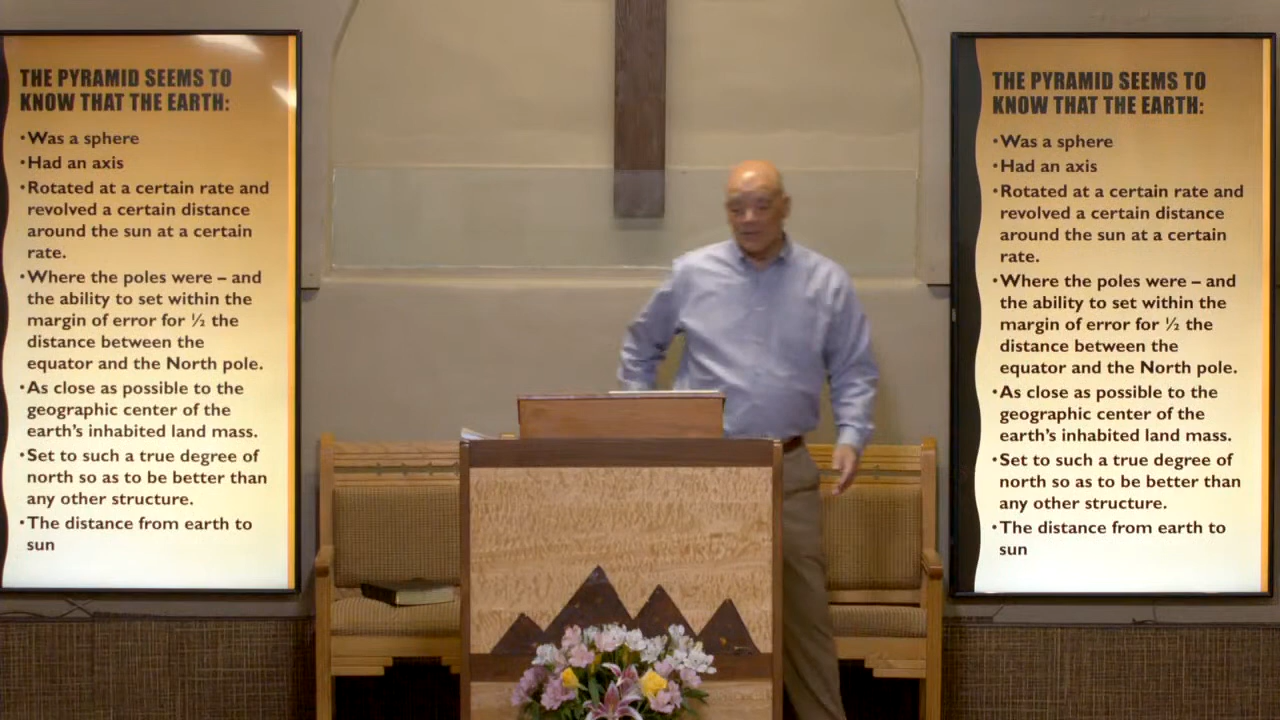 THE PYRAMID SEEMS TO
KNOW THAT THE EARTH:
•Was a sphere
•Had an axis
•Rotated at a certain rate and
revolved a certain distance
around the sun at a certain
rate.
•Where the poles were – and
the ability to set within the
margin of error for ½ the
distance between the
equator and the North pole.
•As close as possible to the
geographic center of the
earth's inhabited land mass.
•Set to such a true degree of
north so as to be better than
any other structure.
•The distance from earth to
sun
THE PYRAMID SEEMS TO
KNOW THAT THE EARTH:
•Was a sphere
•Had an axis
•Rotated at a certain rate and
revolved a certain distance
around the sun at a certain
rate.
•Where the poles were – and
the ability to set within the
margin of error for ½ the
distance between the
equator and the North pole.
•As close as possible to the
geographic center of the
earth's inhabited land mass.
•Set to such a true degree of
north so as to be better than
any other structure.
•The distance from earth to
sun